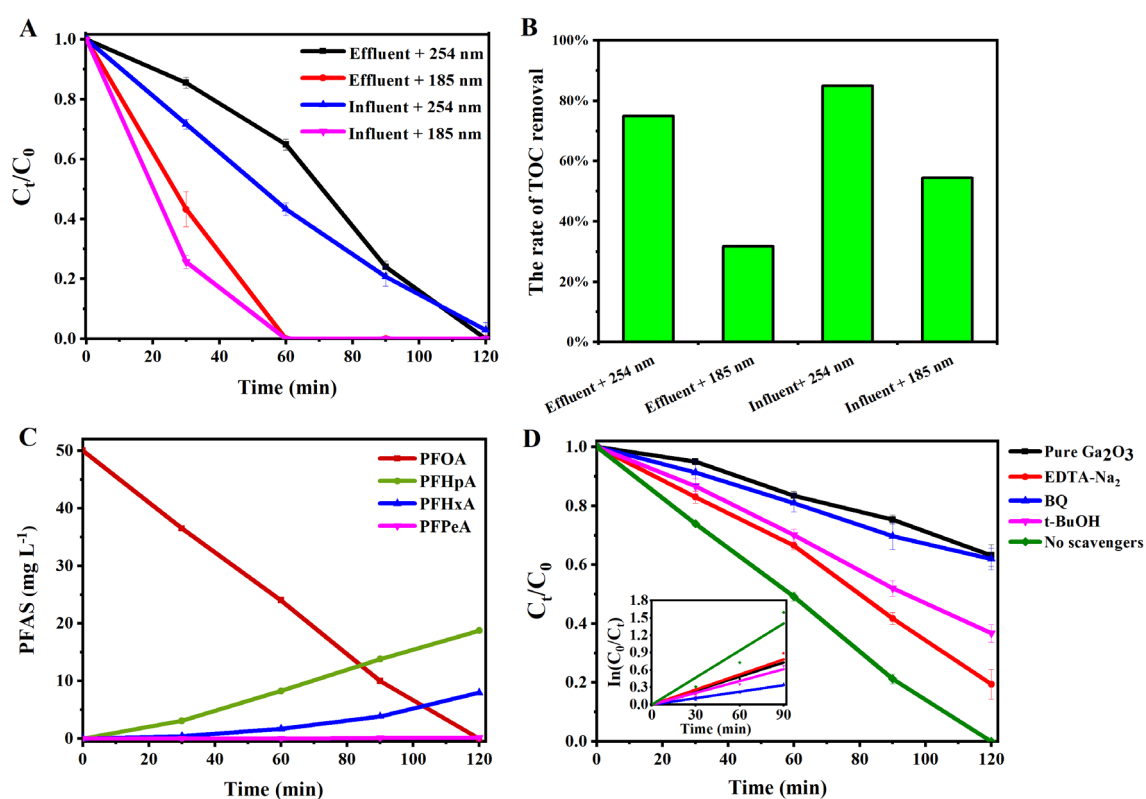 A
1.0
0.8
0.6
0.4
0.2
0.0
Ct/C0
0 20 40 60 80 100 120
Time (min)
Effluent + 254 nm
Effluent + 185 nm
Influent + 254 nm
Influent + 185 nm
B
100%
80%
60%
40%
20%
0%
The rate of TOC removal
Effluent + 254 nm
Effluent + 185 nm
Influent+ 254 nm
Influent + 185 nm
C
50
40
30
20
10
0
PFAS (mg L⁻¹)
0 20 40 60 80 100 120
Time (min)
PFOA
PFHpA
PFHxA
PFPeA
D
1.0
0.8
0.6
0.4
0.2
0.0
Ct/C0
0 20 40 60 80 100 120
Time (min)
Pure Ga2O3
EDTA-Na2
BQ
t-BuOH
No scavengers
1.8
1.5
1.2
0.9
0.6
0.3
0.0
ln(C0/Ct)
0 30 60 90
Time (min)